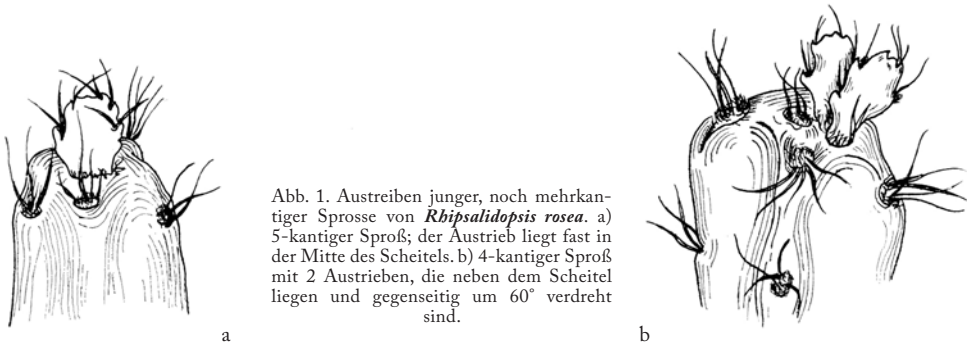 Abb. 1. Austreiben junger, noch mehrkan-
tiger Sprosse von Rhipsalidopsis rosea. a)
5-kantiger Sproß; der Austrieb liegt fast in
der Mitte des Scheitels. b) 4-kantiger Sproß
mit 2 Austrieben, die neben dem Scheitel
liegen und gegenseitig um 60° verdreht
sind.
a
b